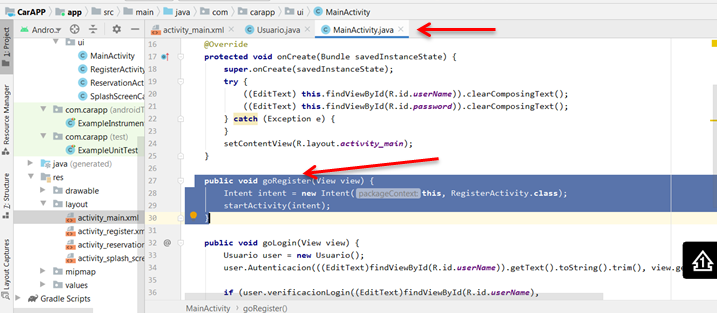 CarAPP app src main java com carapp ui MainActivity
Andro...
activity_main.xml Usuario.java MainActivity.java
1: Project
Resource Manager
Z: Structure
Layout Captures
ui
MainActivity
RegisterActivity
ReservationAct
SplashScreenCa
com.carapp (androidT
ExampleInstrumen
com.carapp (test)
ExampleUnitTest
java (generated)
res
drawable
layout
activity_main.xml
activity_register.xm
activity_reservation
activity_splash_scre
mipmap
values
Gradle Scripts
16 @Override
17 protected void onCreate(Bundle savedInstanceState) {
18 super.onCreate(savedInstanceState);
19 try {
20 ((EditText) this.findViewById(R.id.userName)).clearComposingText();
21 ((EditText) this.findViewById(R.id.password)).clearComposingText();
22 } catch (Exception e) {
23 }
24 setContentView(R.layout.activity_main);
25 }
26
27 public void goRegister(View view) {
28 Intent intent = new Intent( packageContext: this, RegisterActivity.class);
29 startActivity(intent);
30 }
31
32 @ public void goLogin(View view) {
33 Usuario user = new Usuario();
34 user.Autenticacion(((EditText)findViewById(R.id.userName)).getText().toString().trim(), view.ge
35
36 if (user.verificacionLogin((EditText)findViewById(R.id.userName),
MainActivity goRegister()